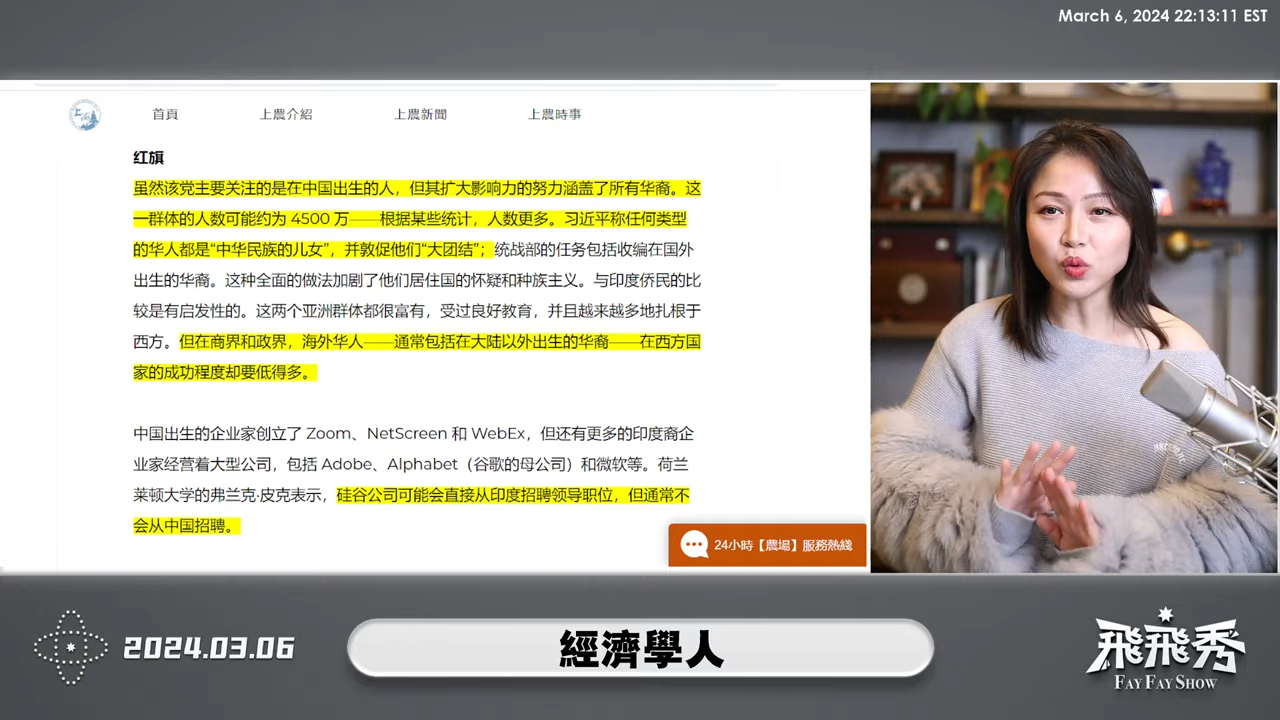 March 6, 2024 22:13:11 EST
首頁 上農介紹 上農新聞 上農時事
红旗
虽然该党主要关注的是在中国出生的人，但其扩大影响力的努力涵盖了所有华裔。这
一群体的人数可能约为 4500 万——根据某些统计，人数更多。习近平称任何类型
的华人都是“中华民族的儿女”，并敦促他们“大团结”；统战部的任务包括收编在国外
出生的华裔。这种全面的做法加剧了他们居住国的怀疑和种族主义。与印度侨民的比
较是有启发性的。这两个亚洲群体都很富有，受过良好教育，并且越来越多地扎根于
西方。但在商界和政界，海外华人——通常包括在大陆以外出生的华裔——在西方国
家的成功程度却要低得多。
中国出生的企业家创立了 Zoom、NetScreen 和 WebEx，但还有更多的印度裔企
业家经营着大型公司，包括 Adobe、Alphabet（谷歌的母公司）和微软等。荷兰
莱顿大学的弗兰克·皮克表示，硅谷公司可能会直接从印度招聘领导职位，但通常不
会从中国招聘。
24小時【農場】服務熱綫
2024.03.06
經濟學人
飛飛秀
FAY FAY SHOW